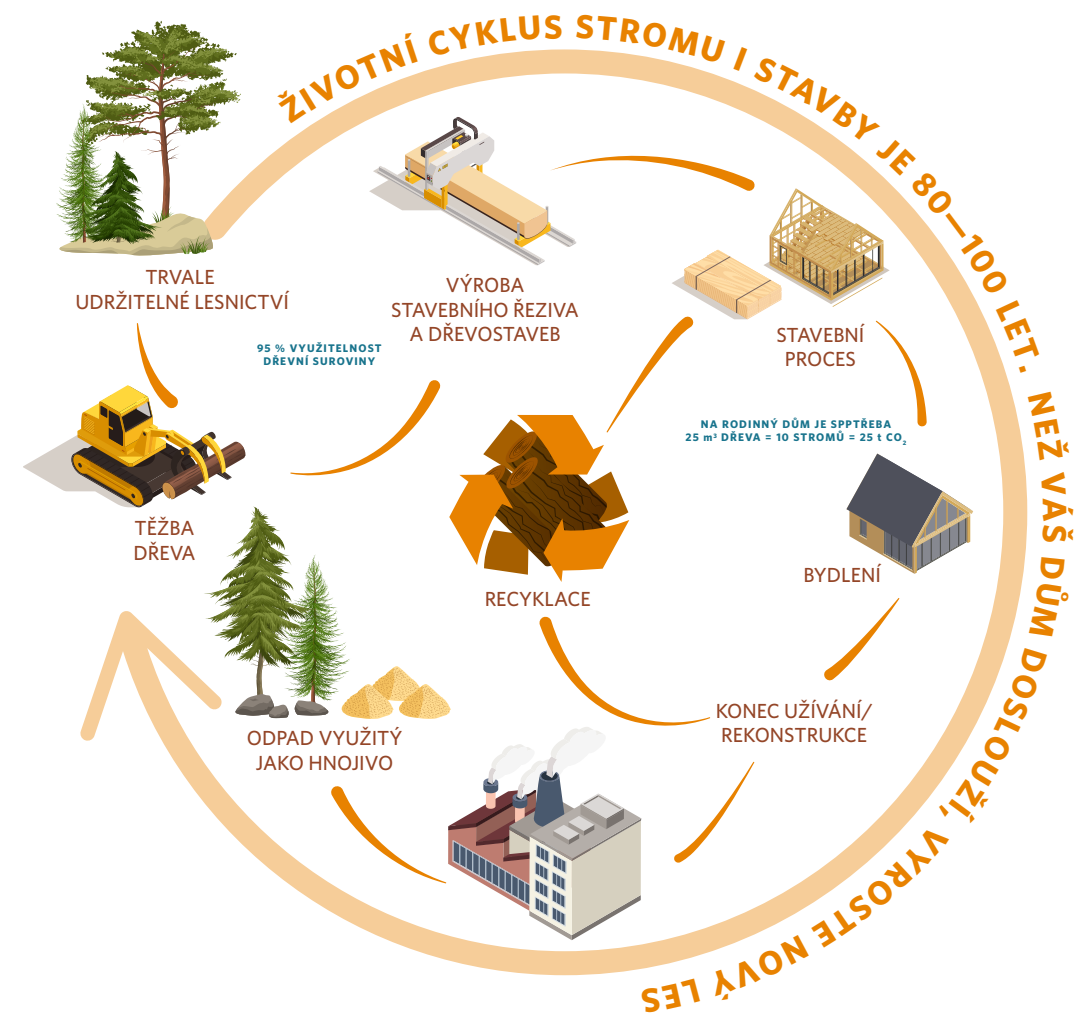 ŽIVOTNÍ CYKLUS STROMU I STAVBY JE 80—100 LET. NEŽ VÁŠ DŮM DOSLOUŽÍ, VYROSTE NOVÝ LES
TRVALE
UDRŽITELNÉ LESNICTVÍ
VÝROBA
STAVEBNÍHO ŘEZIVA
A DŘEVOSTAVEB
STAVEBNÍ
PROCES
95 % VYUŽITELNOST
DŘEVNÍ SUROVINY
NA RODINNÝ DŮM JE SPPTŘEBA
25 m³ DŘEVA = 10 STROMŮ = 25 t CO₂
TĚŽBA
DŘEVA
BYDLENÍ
RECYKLACE
KONEC UŽÍVÁNÍ/
REKONSTRUKCE
ODPAD VYUŽITÝ
JAKO HNOJIVO